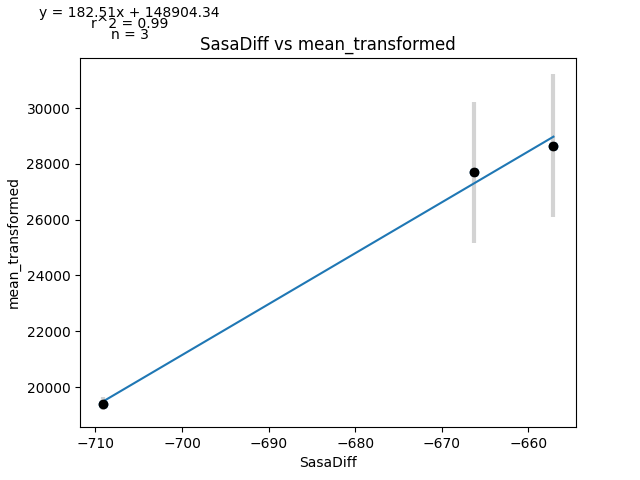 y = 182.51x + 148904.34
r^2 = 0.99
n = 3
SasaDiff vs mean_transformed
mean_transformed
30000
28000
26000
24000
22000
20000
−710
−700
−690
−680
−670
−660
SasaDiff